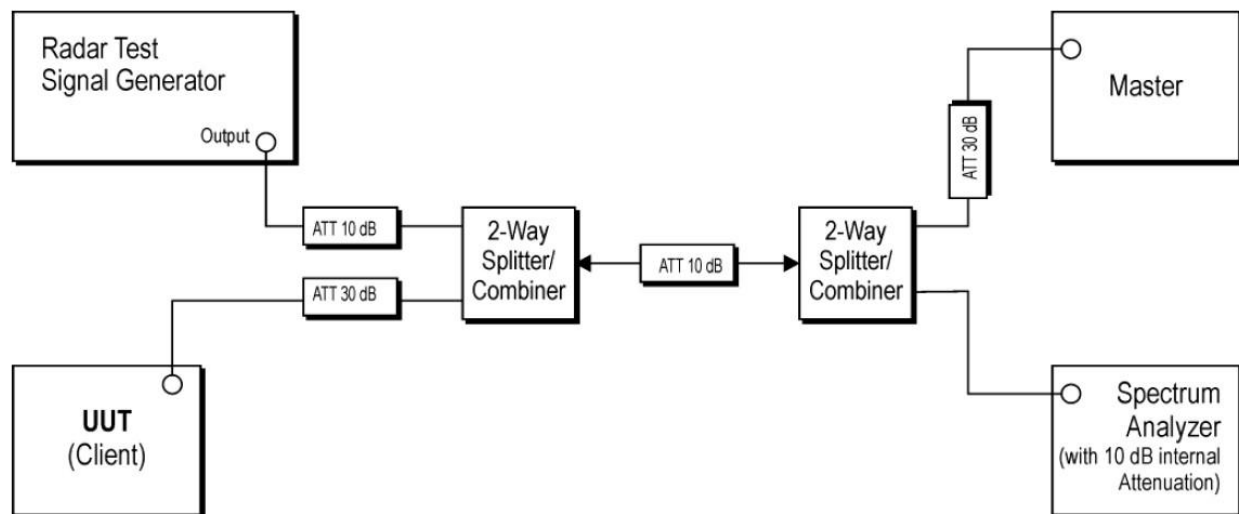 Radar Test
Signal Generator
Output
Master
ATT 30 dB
ATT 10 dB
2-Way
Splitter/
Combiner
ATT 10 dB
2-Way
Splitter/
Combiner
ATT 30 dB
UUT
(Client)
Spectrum
Analyzer
(with 10 dB internal
Attenuation)